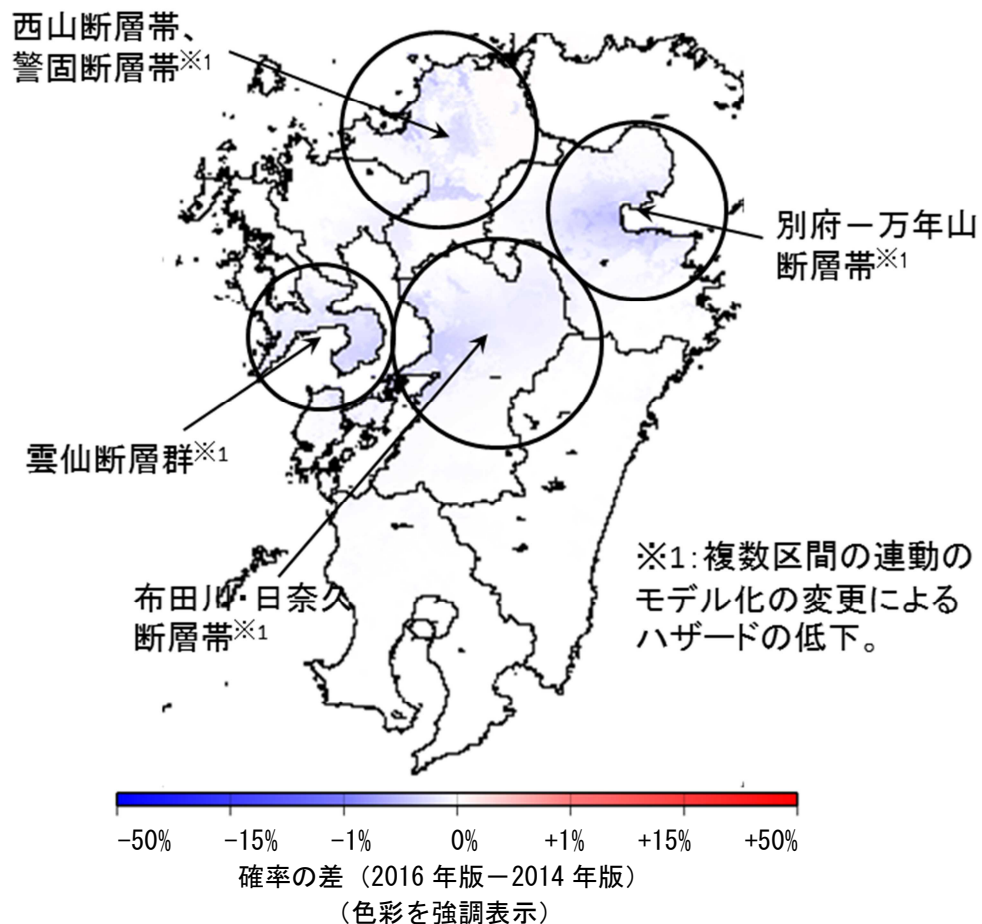 西山断層帯、
警固断層帯※1
別府－万年山
断層帯※1
雲仙断層群※1
布田川・日奈久
断層帯※1
※1：複数区間の連動の
モデル化の変更による
ハザードの低下。
-50% -15% -1% 0% +1% +15% +50%
確率の差（2016 年版－2014 年版）
（色彩を強調表示）